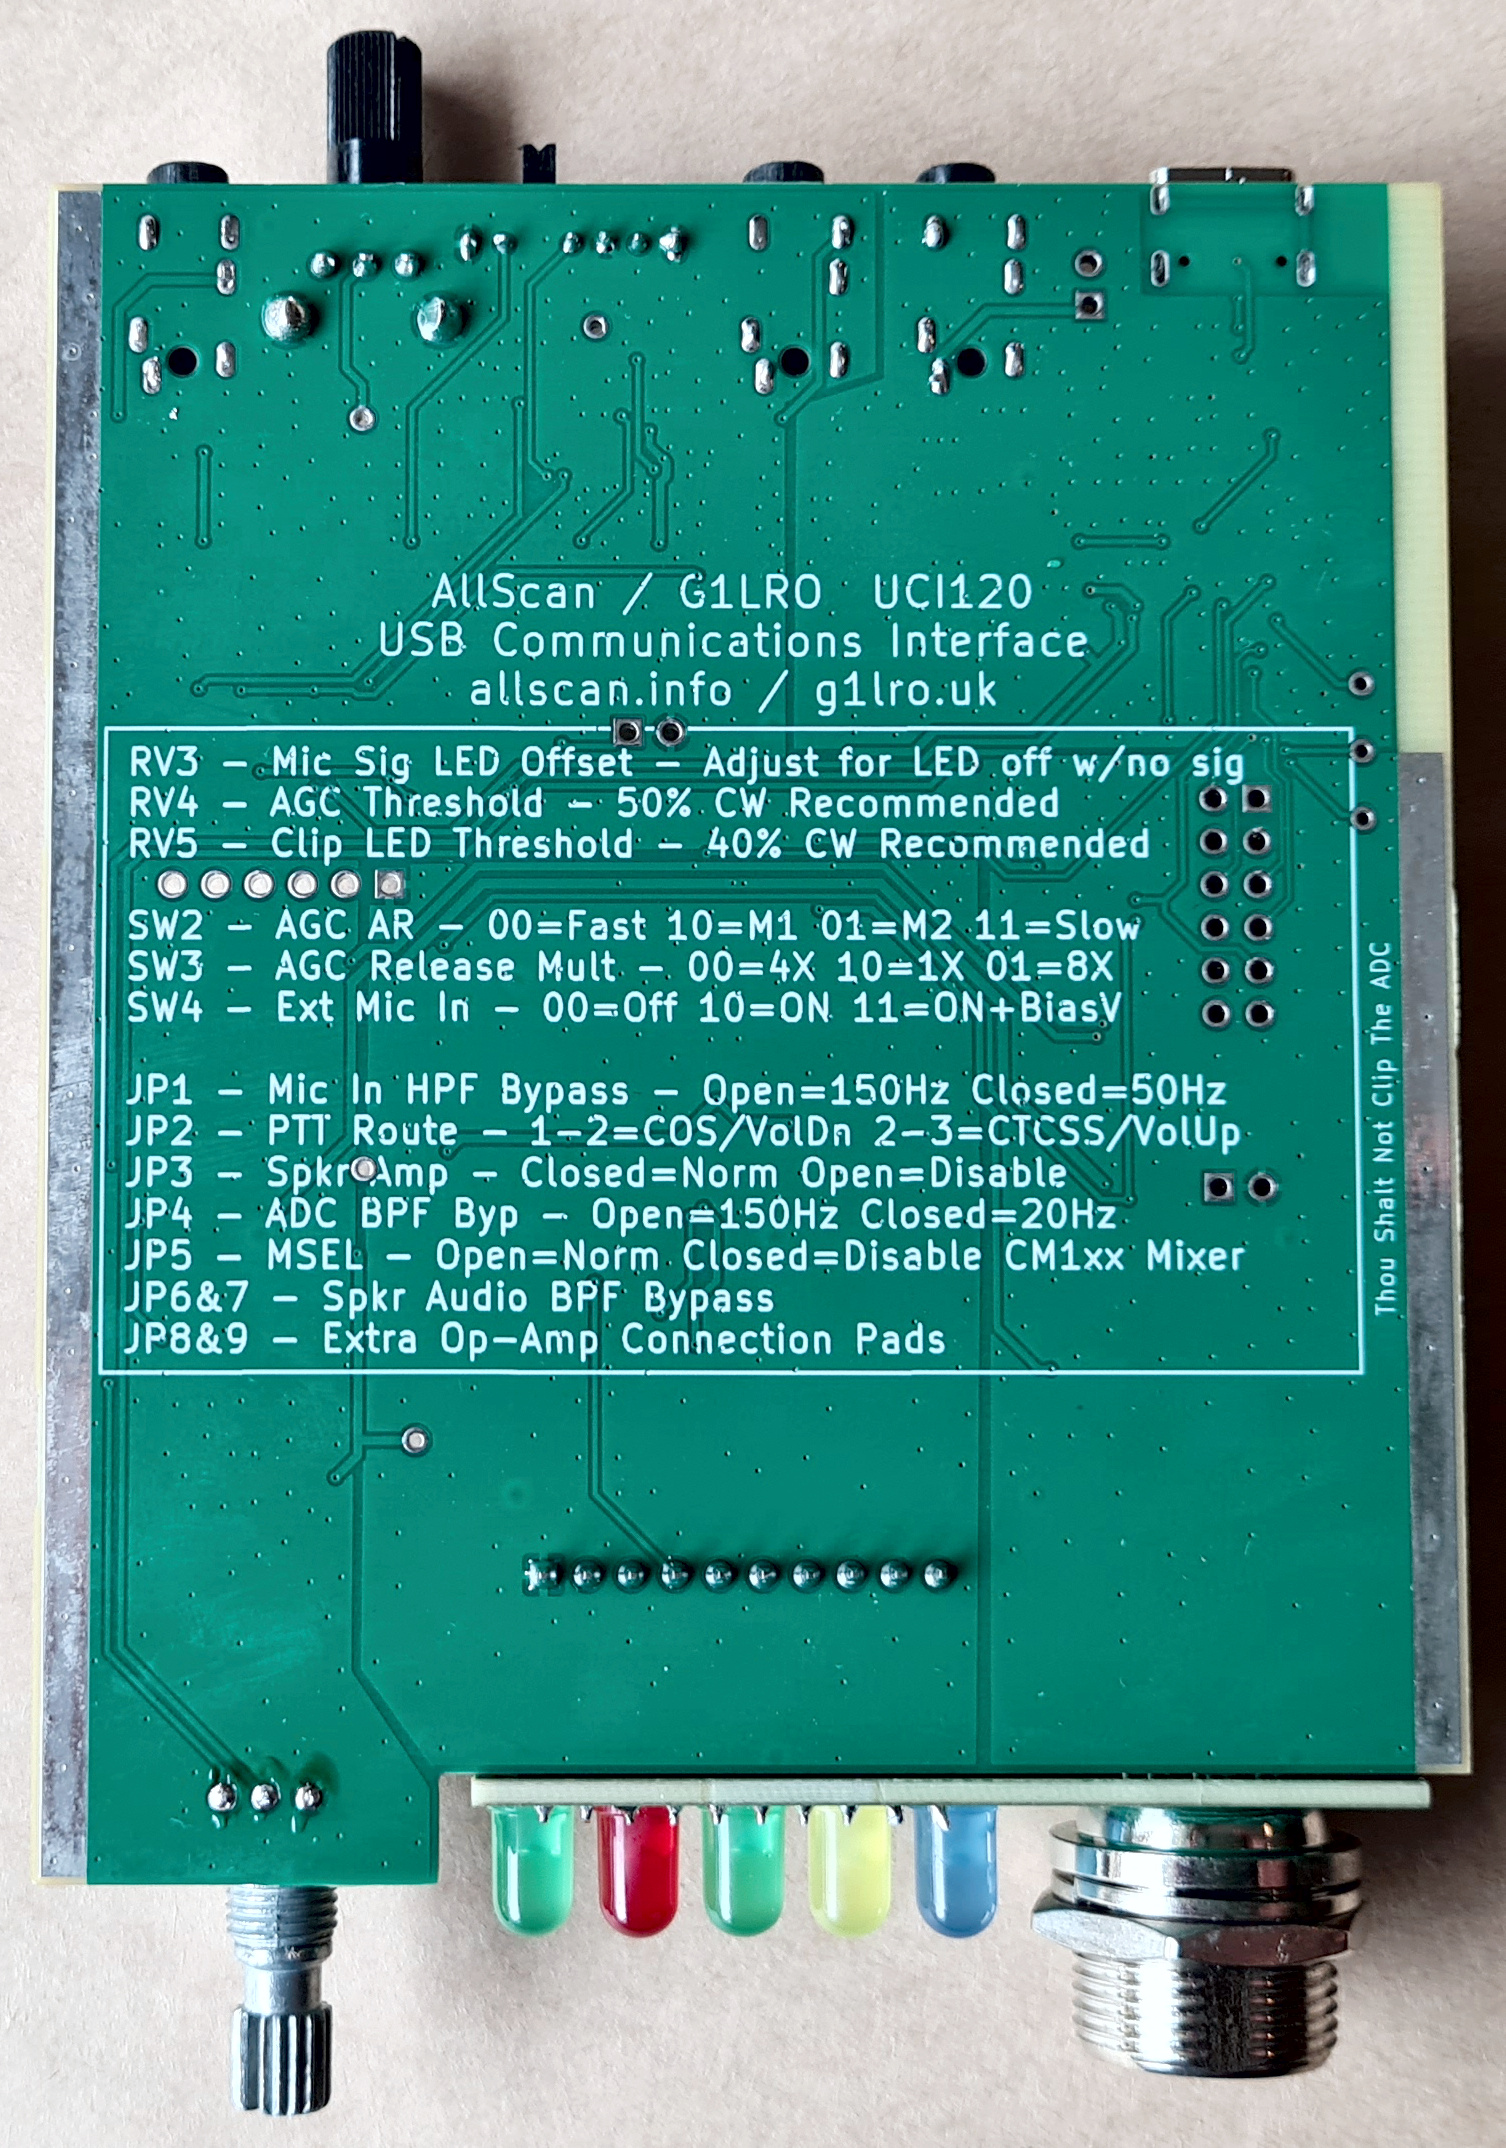 AllScan / G1LRO UCI120
USB Communications Interface
allscan.info / g1lro.uk
RV3 - Mic Sig LED Offset - Adjust for LED off w/no sig
RV4 - AGC Threshold - 50% CW Recommended
RV5 - Clip LED Threshold - 40% CW Recommended
SW2 - AGC AR - 00=Fast 10=M1 01=M2 11=Slow
SW3 - AGC Release Mult - 00=4X 10=1X 01=8X
SW4 - Ext Mic In - 00=Off 10=ON 11=ON+BiasV
JP1 - Mic In HPF Bypass - Open=150Hz Closed=50Hz
JP2 - PTT Route - 1-2=COS/VolDn 2-3=CTCSS/VolUp
JP3 - Spkr Amp - Closed=Norm Open=Disable
JP4 - ADC BPF Byp - Open=150Hz Closed=20Hz
JP5 - MSEL - Open=Norm Closed=Disable CM1xx Mixer
JP6&7 - Spkr Audio BPF Bypass
JP8&9 - Extra Op-Amp Connection Pads
Thou Shalt Not Clip The ADC